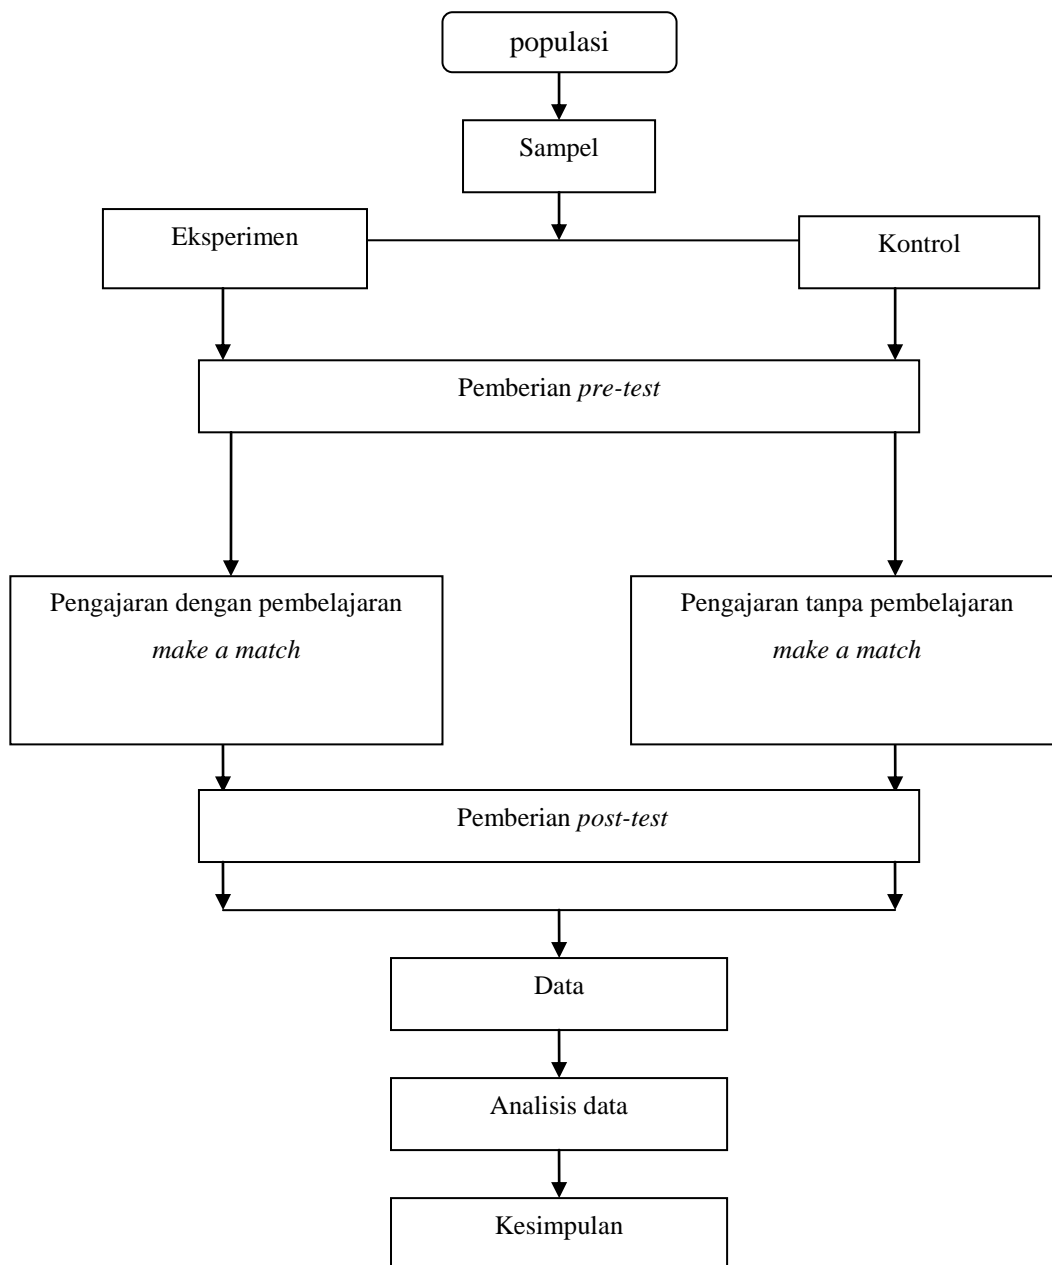 populasi
Sampel
Eksperimen
Kontrol
Pemberian pre-test
Pengajaran dengan pembelajaran
make a match
Pengajaran tanpa pembelajaran
make a match
Pemberian post-test
Data
Analisis data
Kesimpulan